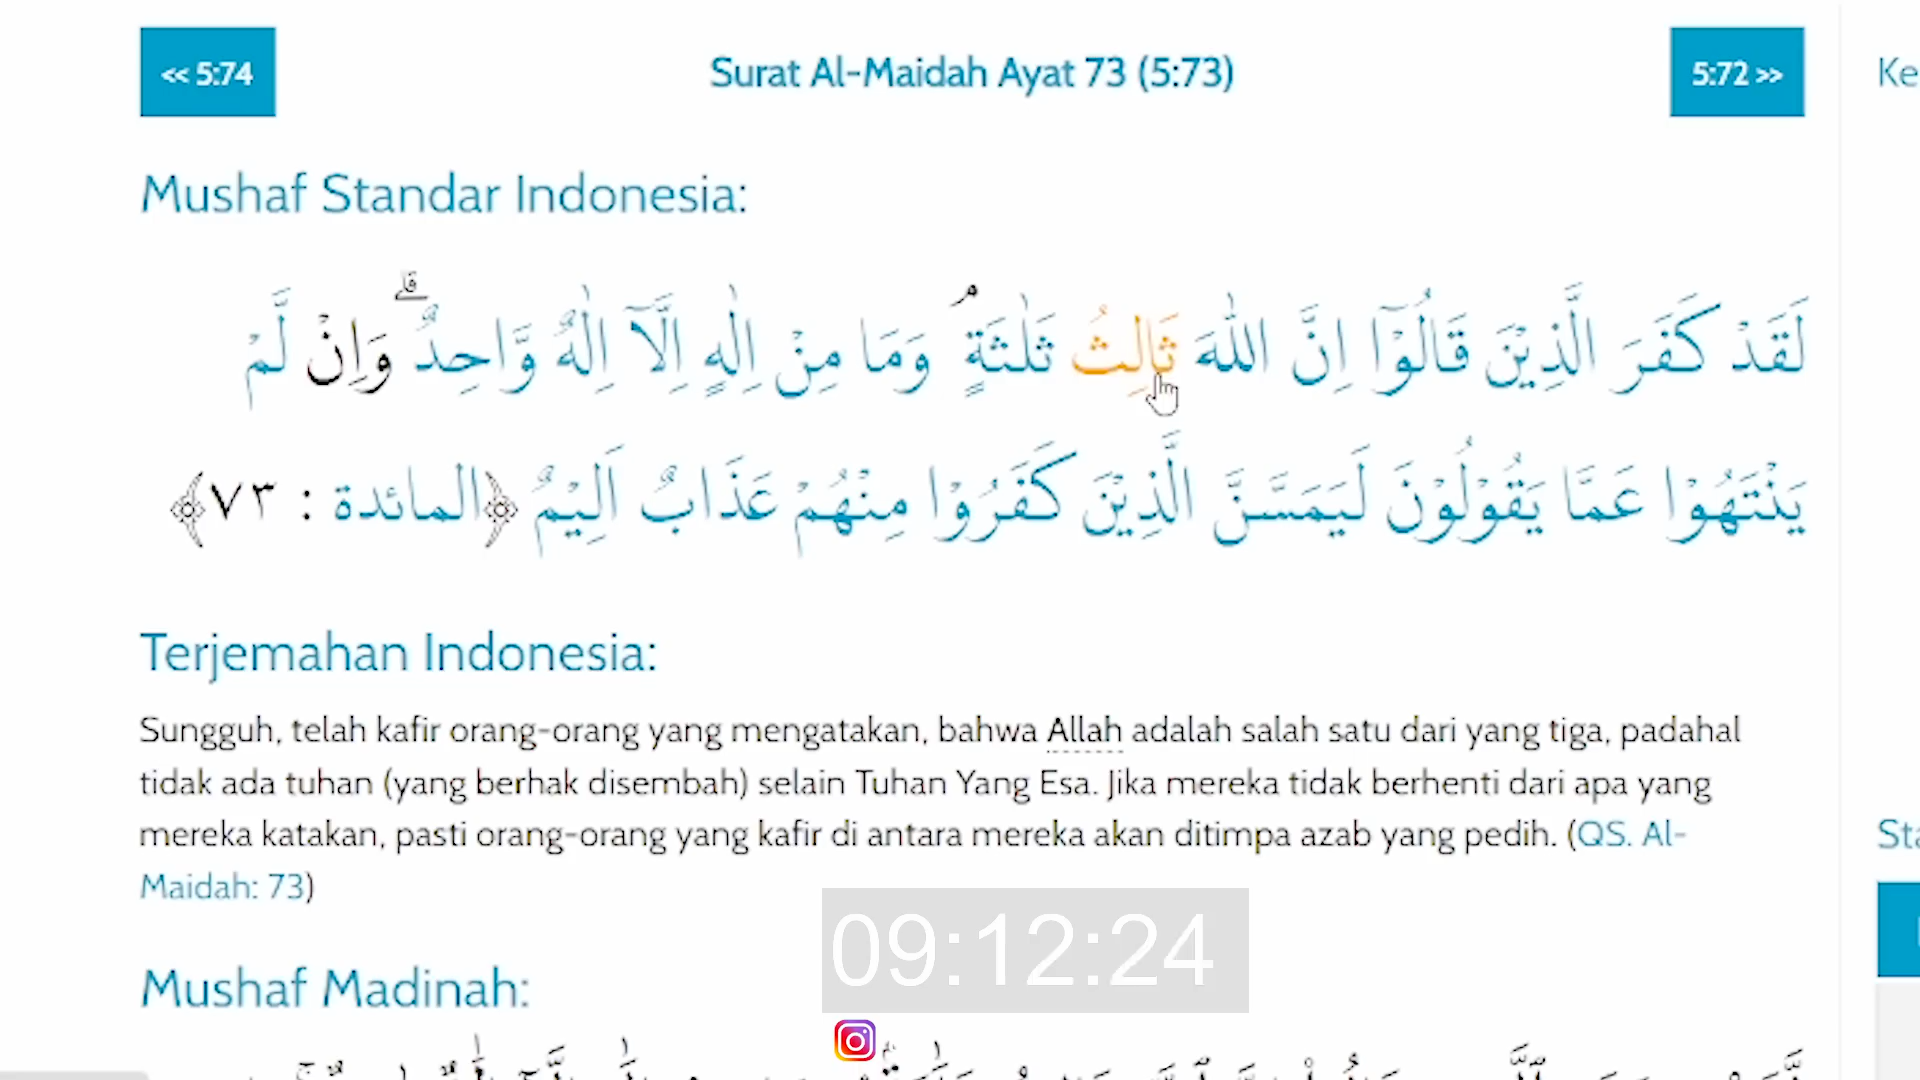 << 5:74
Surat Al-Maidah Ayat 73 (5:73)
5:72 >>
Ke
Mushaf Standar Indonesia:
لَقَدْ كَفَرَ الَّذِيْنَ قَالُوْٓا اِنَّ اللّٰهَ ثَالِثُ ثَلٰثَةٍ ۘ وَمَا مِنْ اِلٰهٍ اِلَّآ اِلٰهٌ وَّاحِدٌ ۗ وَاِنْ لَّمْ
يَنْتَهُوْا عَمَّا يَقُوْلُوْنَ لَيَمَسَّنَّ الَّذِيْنَ كَفَرُوْا مِنْهُمْ عَذَابٌ اَلِيْمٌ ﴿المائدة : ٧٣﴾
Terjemahan Indonesia:
Sungguh, telah kafir orang-orang yang mengatakan, bahwa Allah adalah salah satu dari yang tiga, padahal
tidak ada tuhan (yang berhak disembah) selain Tuhan Yang Esa. Jika mereka tidak berhenti dari apa yang
mereka katakan, pasti orang-orang yang kafir di antara mereka akan ditimpa azab yang pedih. (QS. Al-
Maidah: 73)
Sta
09:12:24
Mushaf Madinah: